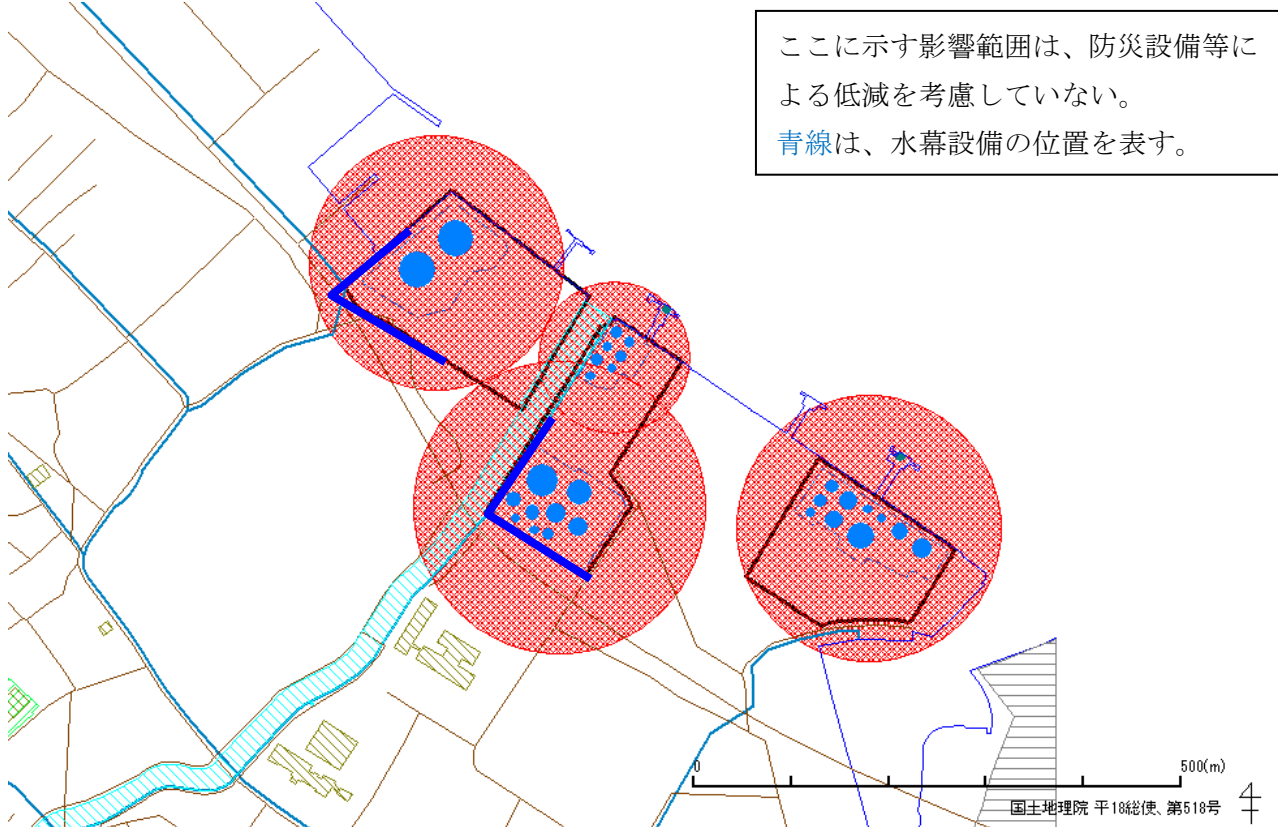 ここに示す影響範囲は、防災設備等に
よる低減を考慮していない。
青線は、水幕設備の位置を表す。
0 500(m)
国土地理院 平18総使、第518号